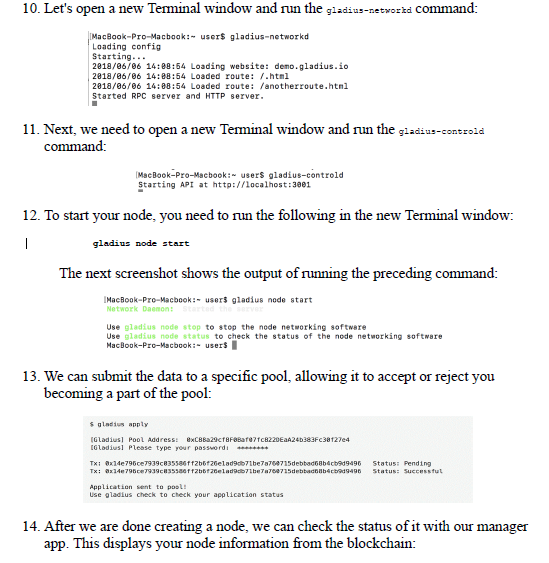 10. Let's open a new Terminal window and run the gladius-networkd command:
MacBook-Pro-Macbook:~ user$ gladius-networkd
Loading config
Starting...
2018/06/06 14:08:54 Loading website: demo.gladius.io
2018/06/06 14:08:54 Loaded route: /.html
2018/06/06 14:08:54 Loaded route: /anotherroute.html
Started RPC server and HTTP server.
11. Next, we need to open a new Terminal window and run the gladius-controld
command:
MacBook-Pro-Macbook:~ user$ gladius-controld
Starting API at http://localhost:3001
12. To start your node, you need to run the following in the new Terminal window:
gladius node start
The next screenshot shows the output of running the preceding command:
MacBook-Pro-Macbook:~ user$ gladius node start
Network Daemon: Started the server
Use gladius node stop to stop the node networking software
Use gladius node status to check the status of the node networking software
MacBook-Pro-Macbook:~ user$
13. We can submit the data to a specific pool, allowing it to accept or reject you
becoming a part of the pool:
$ gladius apply
[Gladius] Pool Address: 
[Gladius] Please type your password: ********
Tx: Status: Pending
Tx: Status: Successful
Application sent to pool!
Use gladius check to check your application status
14. After we are done creating a node, we can check the status of it with our manager
app. This displays your node information from the blockchain: